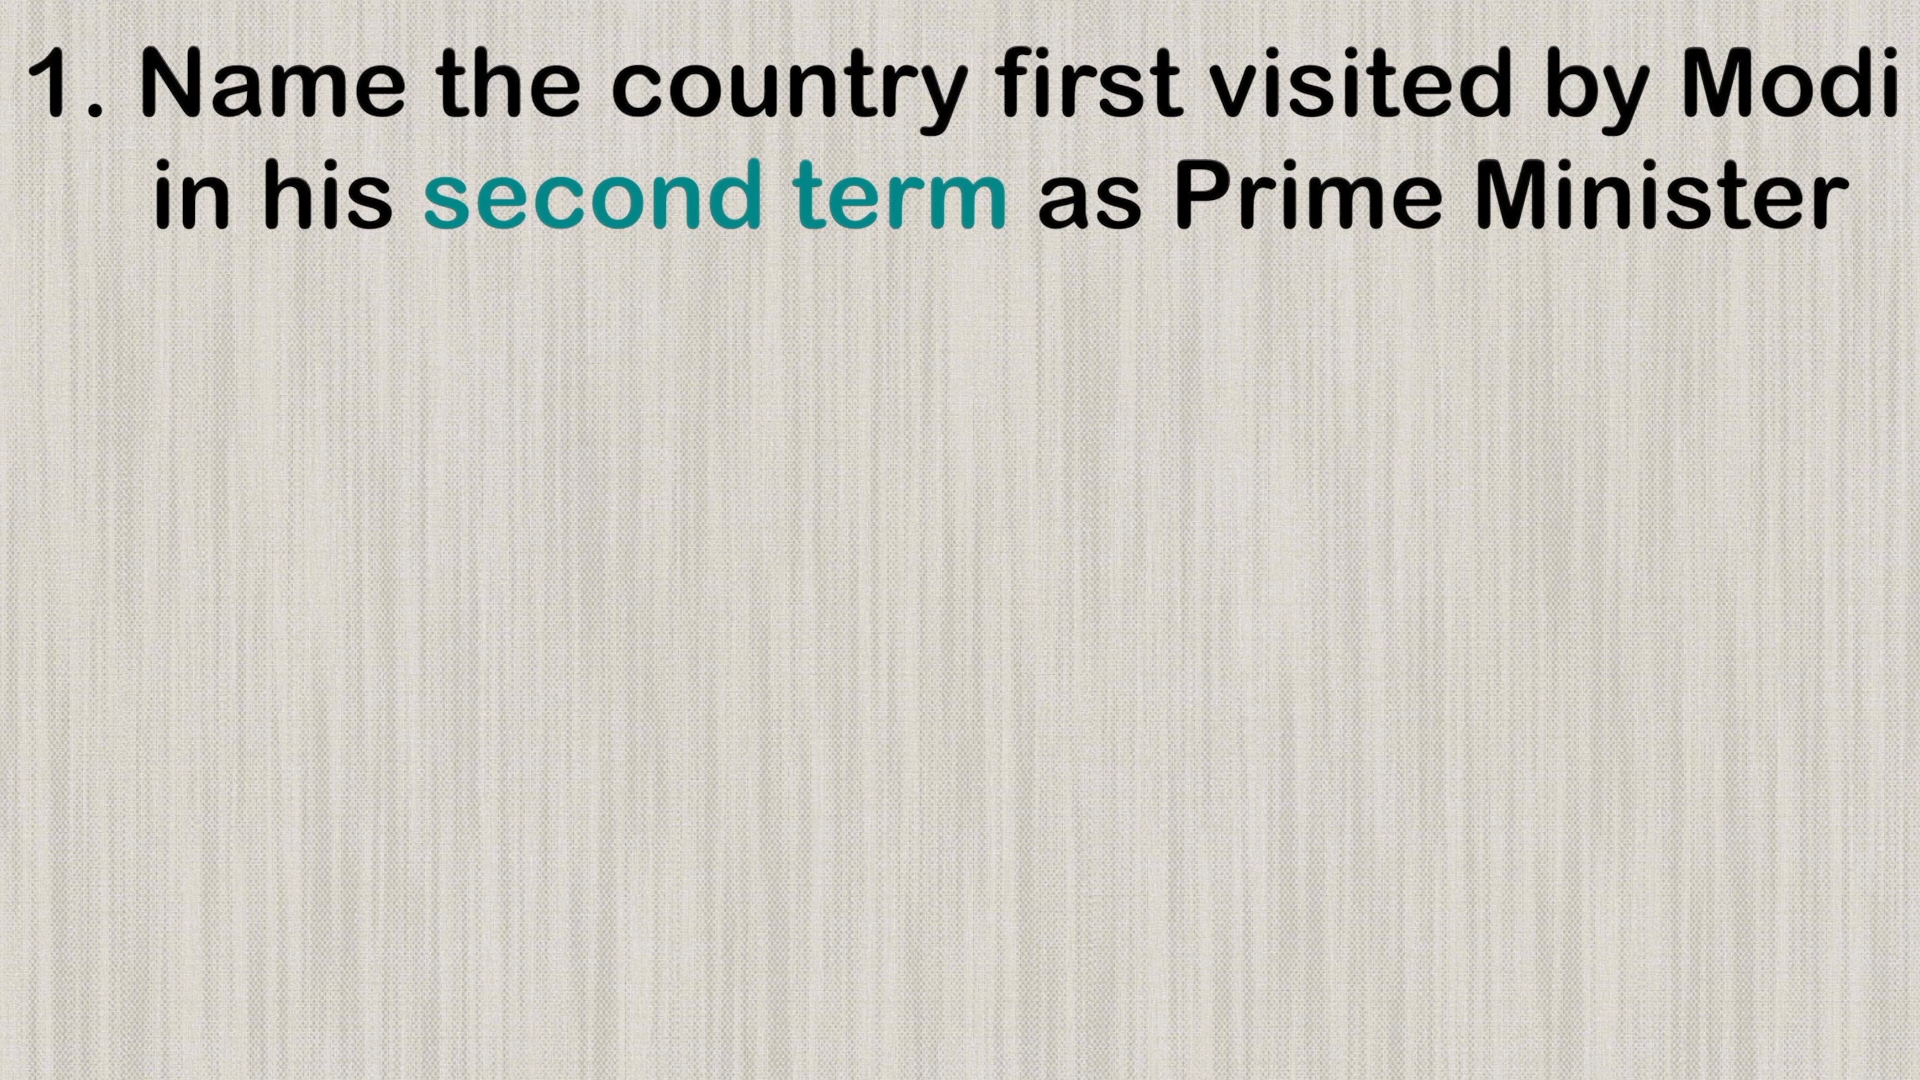 1. Name the country first visited by Modi
in his second term as Prime Minister